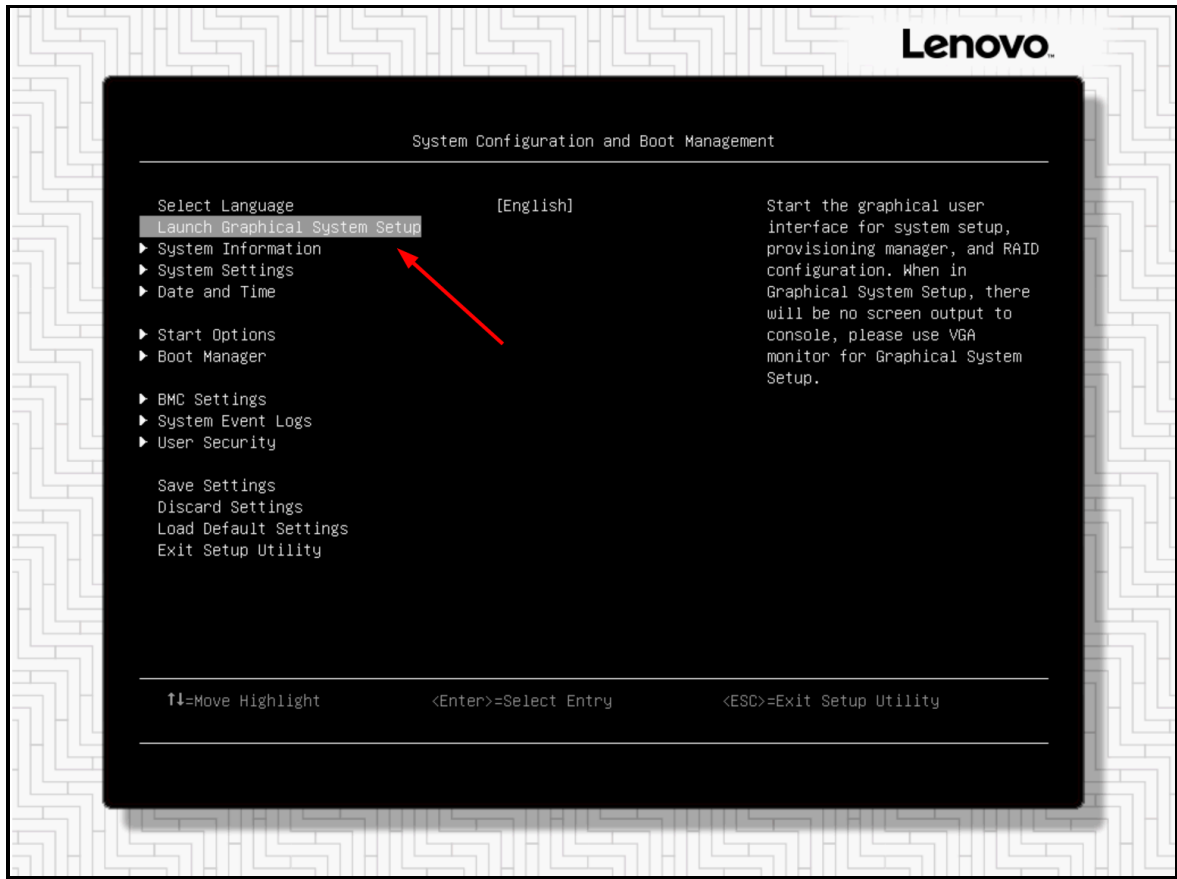 Lenovo™
System Configuration and Boot Management
Select Language [English]
Launch Graphical System Setup
System Information
System Settings
Date and Time
Start Options
Boot Manager
BMC Settings
System Event Logs
User Security
Save Settings
Discard Settings
Load Default Settings
Exit Setup Utility
Start the graphical user
interface for system setup,
provisioning manager, and RAID
configuration. When in
Graphical System Setup, there
will be no screen output to
console, please use VGA
monitor for Graphical System
Setup.
↑↓=Move Highlight <Enter>=Select Entry <ESC>=Exit Setup Utility